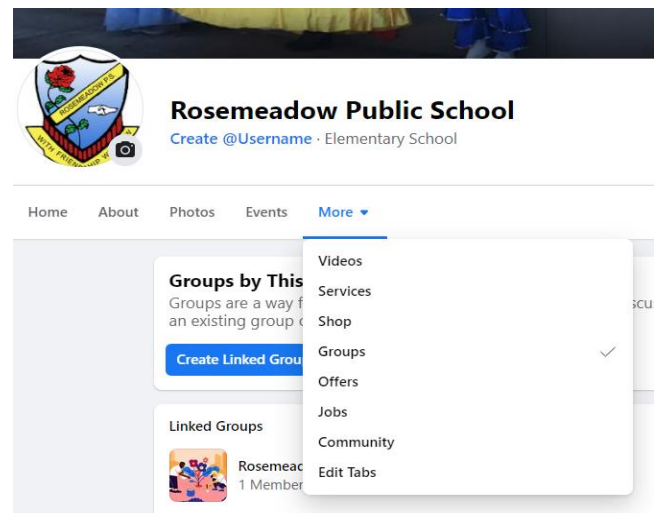 ROSEMEADOW P.S.
Rosemeadow Public School
Create @Username · Elementary School
Home About Photos Events More
Videos
Groups by This
Services
Groups are a way
Shop
an existing group
Create Linked Grou
Groups
Offers
Jobs
Linked Groups
Community
Rosemead
Edit Tabs
1 Member